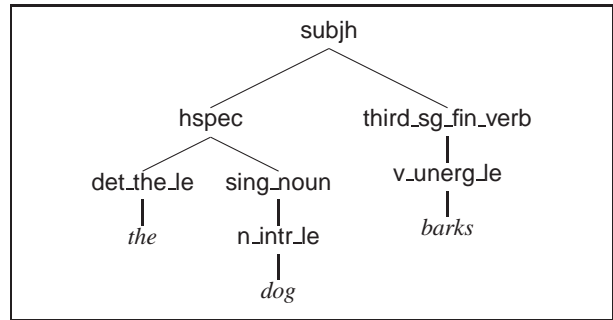 subjh
hspec third_sg_fin_verb
det_the_le sing_noun v_unerg_le
the n_intr_le barks
dog